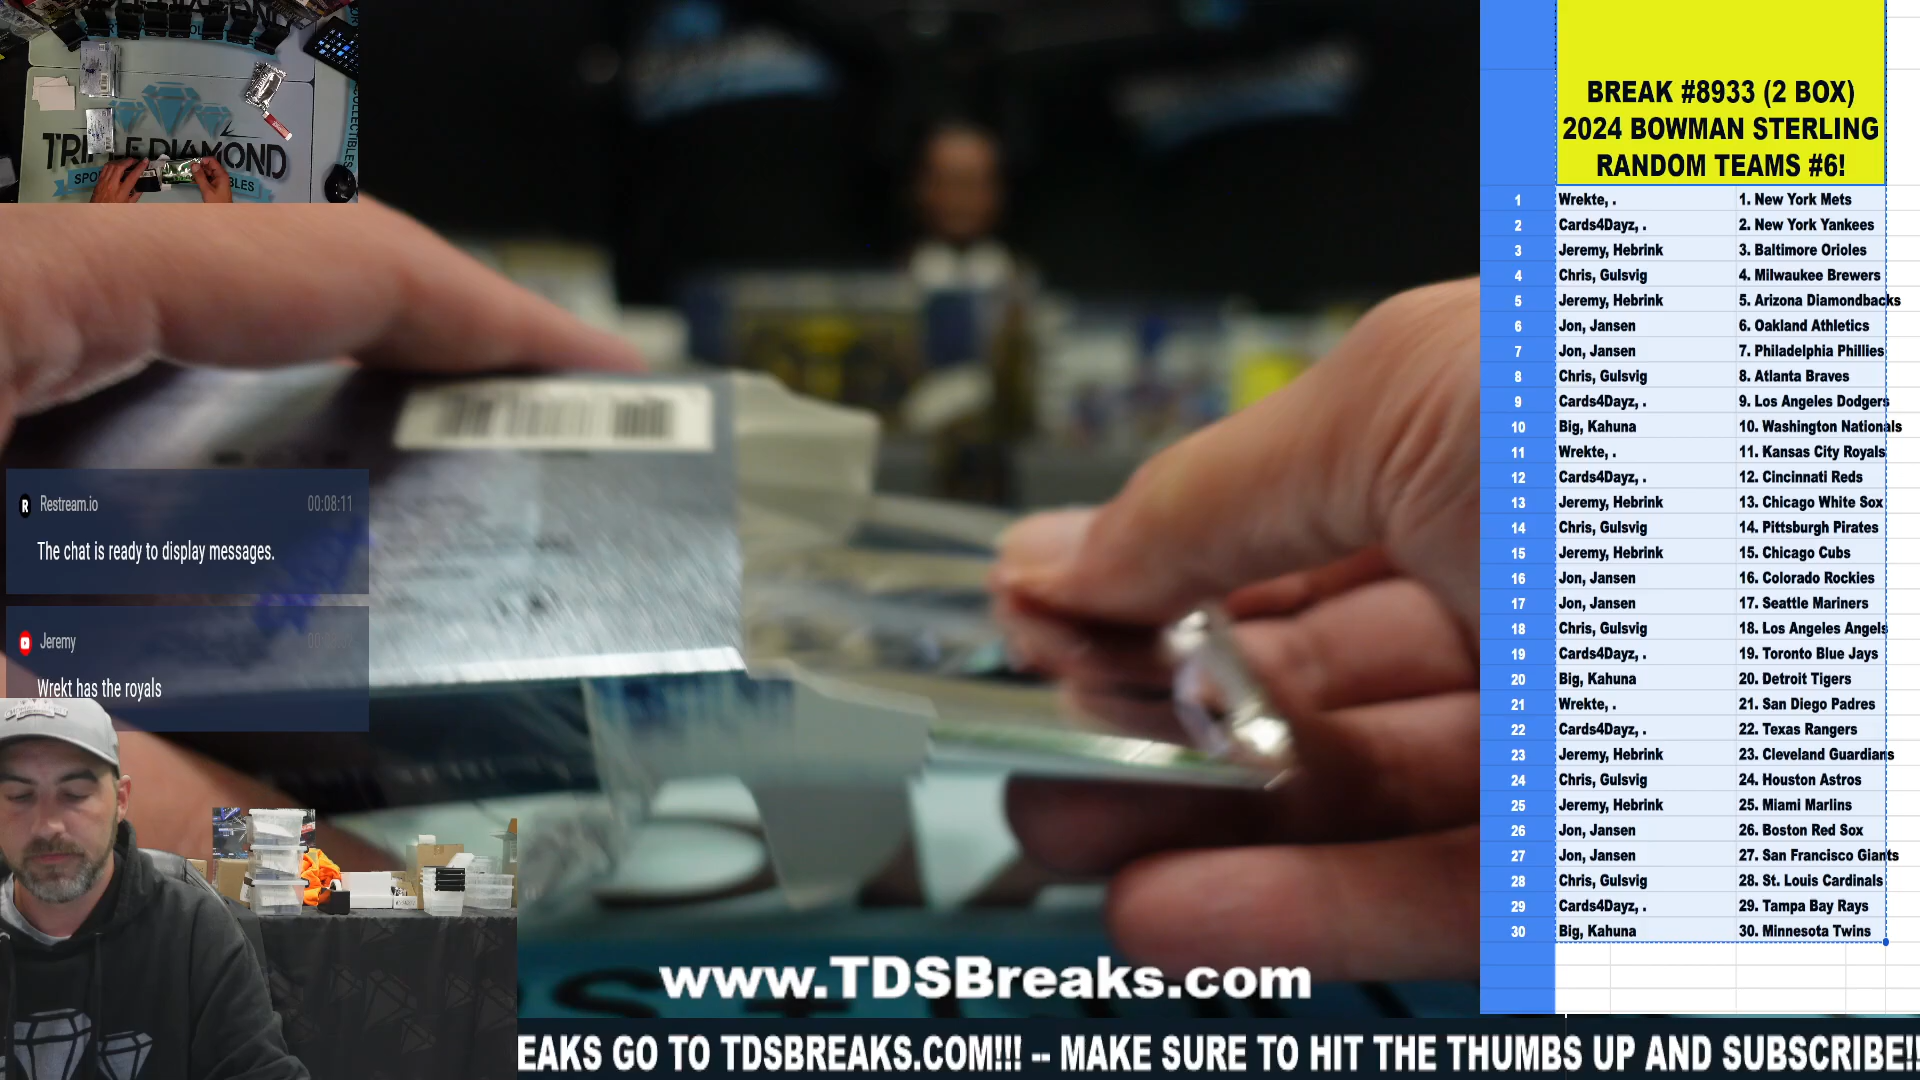 TRIPLE DIAMOND
COLLECTIBLES
Restream.io 00:08:11
The chat is ready to display messages.
Jeremy
Wrekt has the royals
www.TDSBreaks.com
EAKS GO TO TDSBREAKS.COM!!! -- MAKE SURE TO HIT THE THUMBS UP AND SUBSCRIBE!!
BREAK #8933 (2 BOX)
2024 BOWMAN STERLING
RANDOM TEAMS #6!
1 Wrekte, . 1. New York Mets
2 Cards4Dayz, . 2. New York Yankees
3 Jeremy, Hebrink 3. Baltimore Orioles
4 Chris, Gulsvig 4. Milwaukee Brewers
5 Jeremy, Hebrink 5. Arizona Diamondbacks
6 Jon, Jansen 6. Oakland Athletics
7 Jon, Jansen 7. Philadelphia Phillies
8 Chris, Gulsvig 8. Atlanta Braves
9 Cards4Dayz, . 9. Los Angeles Dodgers
10 Big, Kahuna 10. Washington Nationals
11 Wrekte, . 11. Kansas City Royals
12 Cards4Dayz, . 12. Cincinnati Reds
13 Jeremy, Hebrink 13. Chicago White Sox
14 Chris, Gulsvig 14. Pittsburgh Pirates
15 Jeremy, Hebrink 15. Chicago Cubs
16 Jon, Jansen 16. Colorado Rockies
17 Jon, Jansen 17. Seattle Mariners
18 Chris, Gulsvig 18. Los Angeles Angels
19 Cards4Dayz, . 19. Toronto Blue Jays
20 Big, Kahuna 20. Detroit Tigers
21 Wrekte, . 21. San Diego Padres
22 Cards4Dayz, . 22. Texas Rangers
23 Jeremy, Hebrink 23. Cleveland Guardians
24 Chris, Gulsvig 24. Houston Astros
25 Jeremy, Hebrink 25. Miami Marlins
26 Jon, Jansen 26. Boston Red Sox
27 Jon, Jansen 27. San Francisco Giants
28 Chris, Gulsvig 28. St. Louis Cardinals
29 Cards4Dayz, . 29. Tampa Bay Rays
30 Big, Kahuna 30. Minnesota Twins